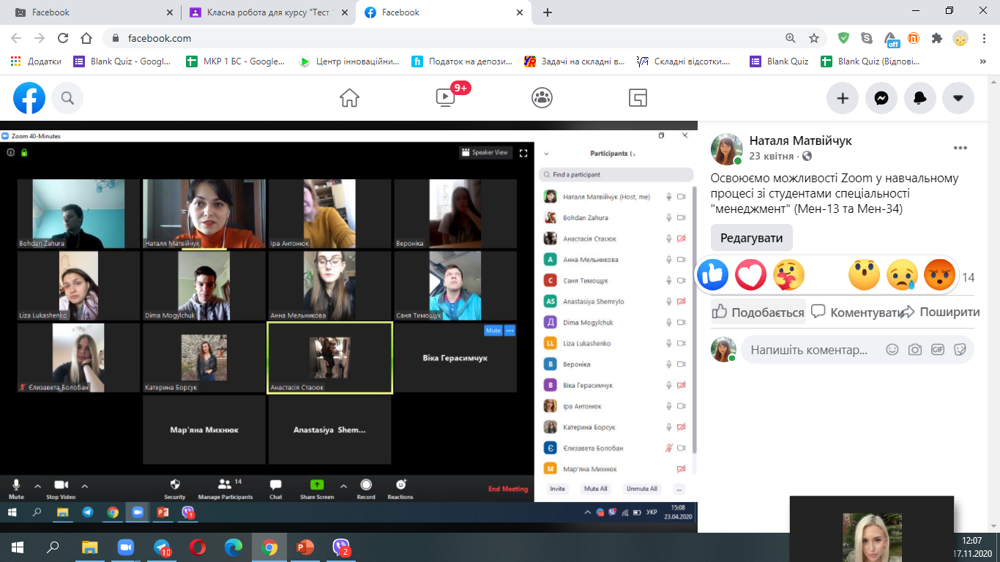 Facebook
Класна робота для курсу "Тест "
Facebook
facebook.com
off
Додатки
Blank Quiz - Googl...
МКР 1 БС - Google...
Центр інноваційни...
Податок на депози...
Задачі на складні в...
Складні відсотки....
Blank Quiz
Blank Quiz (Відпові...
9+
Zoom 40-Minutes
Speaker View
Bohdan Zahura
Наталя Матвійчук
Іра Антонюк
Вероніка
Liza Lukashenko
Dima Mogylchuk
Анна Мельникова
Саня Тимощук
Єлизавета Болобан
Катерина Борсук
Анастасія Стасюк
Mute
Віка Герасимчук
Мар'яна Михнюк
Anastasiya Shem...
Mute
Stop Video
Security
14
Manage Participants
Chat
Share Screen
Record
Reactions
End Meeting
Participants (
Find a participant
Наталя Матвійчук (Host, me)
Bohdan Zahura
Анастасія Стасюк
А Анна Мельникова
С Саня Тимощук
AS Anastasiya Shemrylo
Д Dima Mogylchuk
LL Liza Lukashenko
В Вероніка
В Віка Герасимчук
Іра Антонюк
Катерина Борсук
Є Єлизавета Болобан
М Мар'яна Михнюк
Invite
Mute All
Unmute All
...
УКР
15:08
23.04.2020
Наталя Матвійчук
23 квітня ·
Освоюємо можливості Zoom у навчальному
процесі зі студентами спеціальності
"менеджмент" (Мен-13 та Мен-34)
Редагувати
14
Подобається
Коментувати
Поширити
Напишіть коментар...
GIF
10
2
12:07
17.11.2020